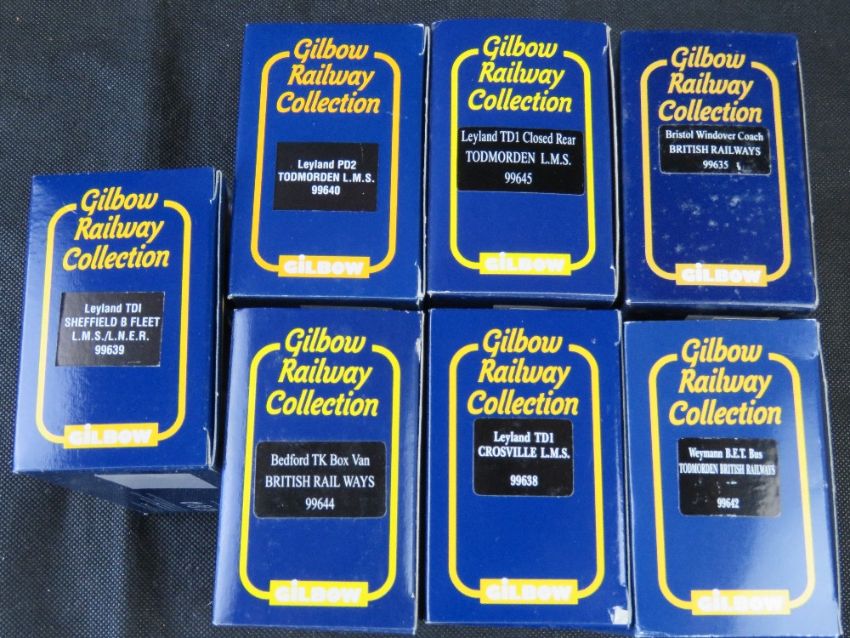 Gilbow
Railway
Collection
Leyland PD2
TODMORDEN L.M.S.
99640
GILBOW
Gilbow
Railway
Collection
Leyland TD1 Closed Rear
TODMORDEN L.M.S.
99645
GILBOW
Gilbow
Railway
Collection
Bristol Windover Coach
BRITISH RAILWAYS
99635
GILBOW
Gilbow
Railway
Collection
Leyland TD1
SHEFFIELD B FLEET
L.M.S./L.N.E.R.
99639
GILBOW
Gilbow
Railway
Collection
Bedford TK Box Van
BRITISH RAIL WAYS
99644
GILBOW
Gilbow
Railway
Collection
Leyland TD1
CROSVILLE L.M.S.
99638
GILBOW
Gilbow
Railway
Collection
Weymann B.E.T. Bus
TODMORDEN BRITISH RAILWAYS
99642
GILBOW